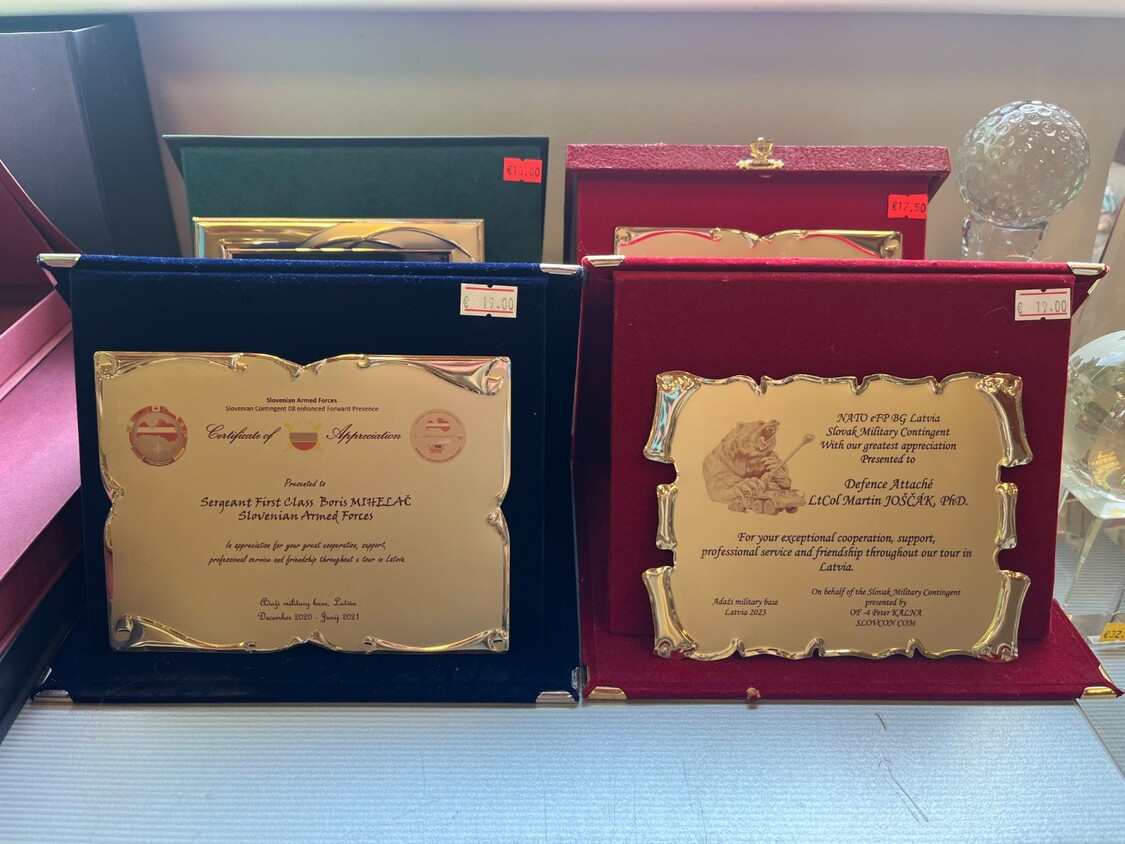 €17.50
€ 19.00
Slovenian Armed Forces
Slovenian Contingent 08 enhanced Forward Presence
Certificate of Appreciation
Presented to
Sergeant First Class Boris MIHELAČ
Slovenian Armed Forces
In appreciation for your great cooperation, support,
professional service and friendship throughout a tour in Latvia.
Ādaži military base, Latvia
December 2020 - Junij 2021
€ 19.00
NATO eFP BG Latvia
Slovak Military Contingent
With our greatest appreciation
Presented to
Defence Attaché
LtCol Martin JOŠČÁK, PhD.
For your exceptional cooperation, support,
professional service and friendship throughout our tour in
Latvia.
Adaži military base
Latvia 2023
On behalf of the Slovak Military Contingent
presented by
OF -4 Peter KALNA
SLOVCON COM